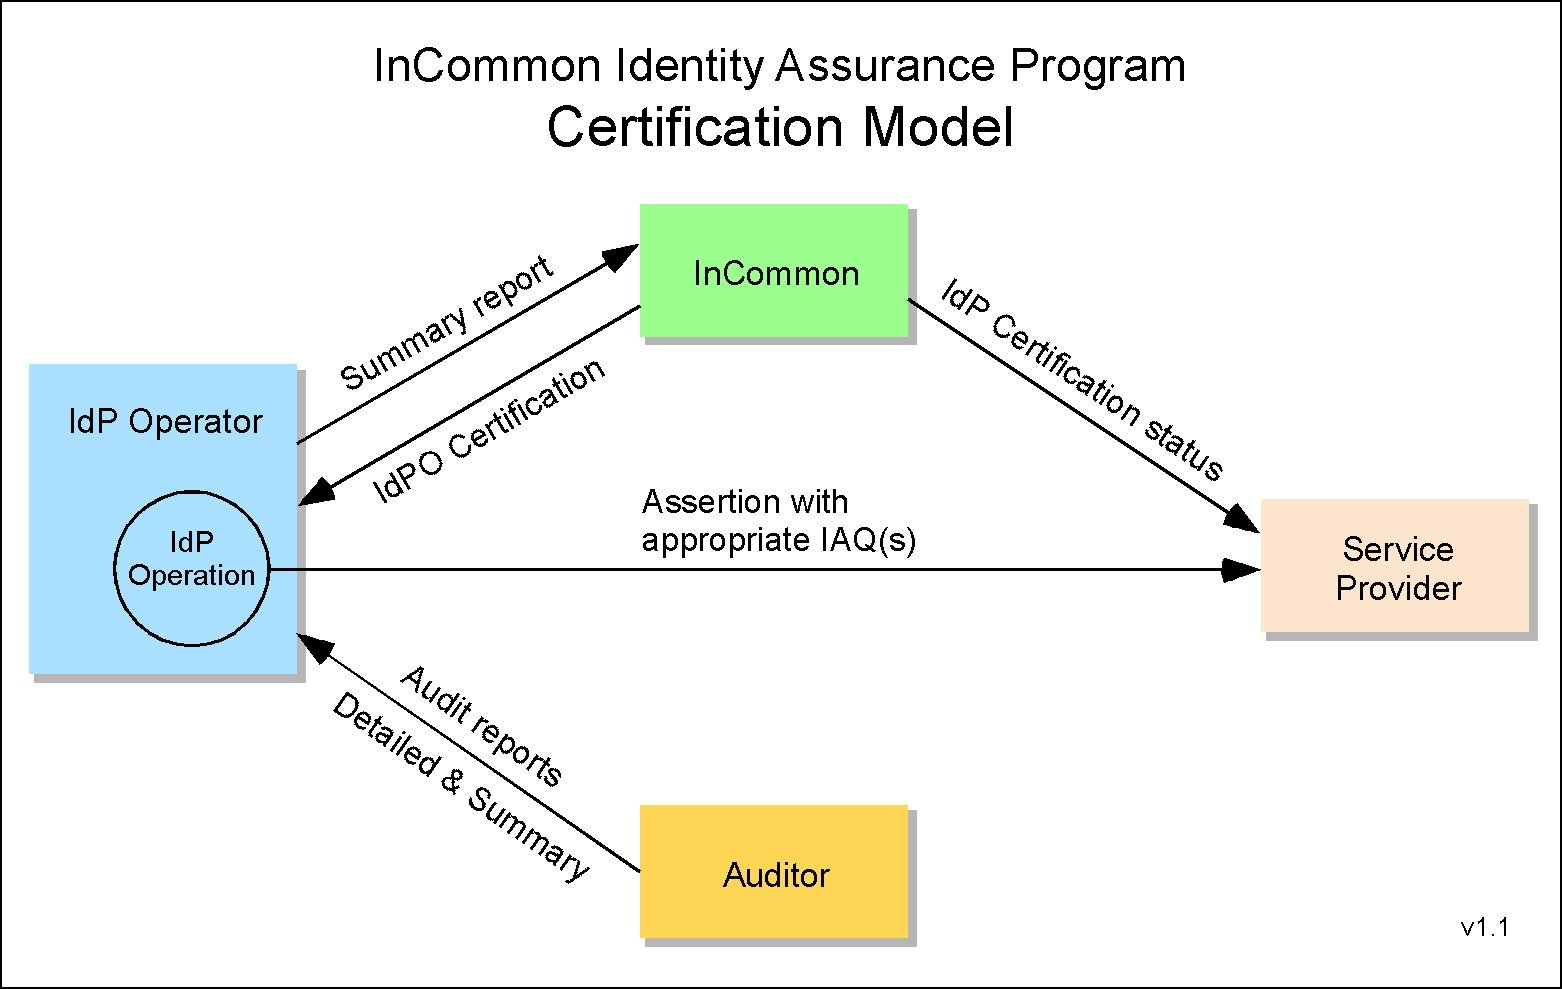 InCommon Identity Assurance Program
Certification Model
InCommon
Summary report
IdPO Certification
IdP Certification status
IdP Operator
IdP
Operation
Assertion with
appropriate IAQ(s)
Service
Provider
Audit reports
Detailed & Summary
Auditor
v1.1